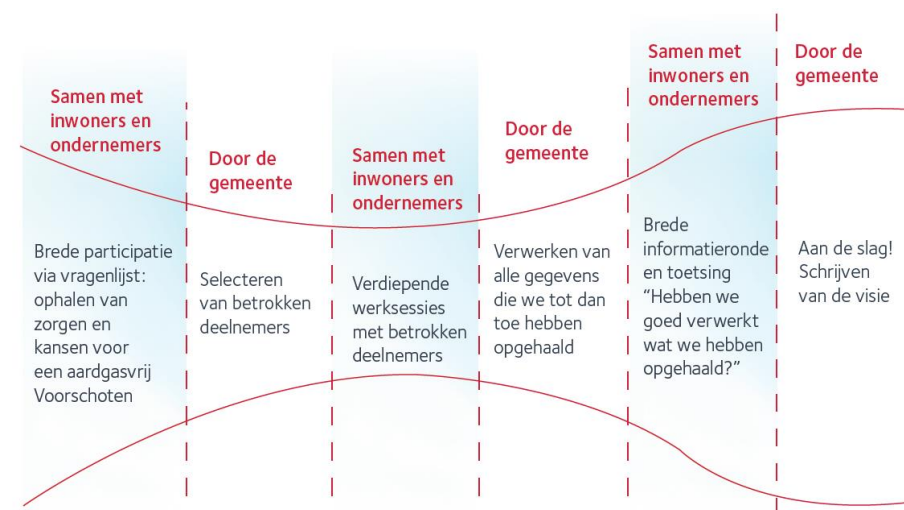 Samen met
inwoners en
ondernemers
Brede participatie
via vragenlijst:
ophalen van
zorgen en
kansen voor
een aardgasvrij
Voorschoten
Door de
gemeente
Selecteren
van betrokken
deelnemers
Samen met
inwoners en
ondernemers
Verdiepende
werksessies
met betrokken
deelnemers
Door de
gemeente
Verwerken van
alle gegevens
die we tot dan
toe hebben
opgehaald
Samen met
inwoners en
ondernemers
Brede
informatieronde
en toetsing
“Hebben we
goed verwerkt
wat we hebben
opgehaald?”
Door de
gemeente
Aan de slag!
Schrijven
van de visie